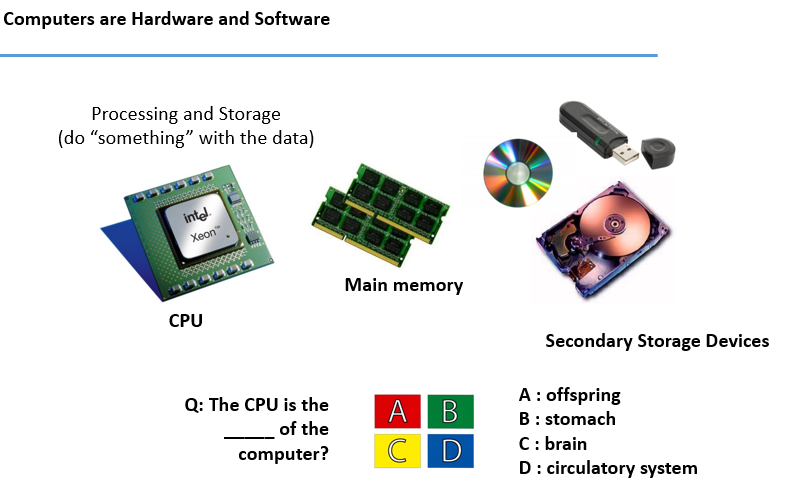 Computers are Hardware and Software
Processing and Storage
(do “something” with the data)
intel.
Xeon™
CPU
Main memory
Secondary Storage Devices
Q: The CPU is the
_____ of the
computer?
A B
C D
A : offspring
B : stomach
C : brain
D : circulatory system